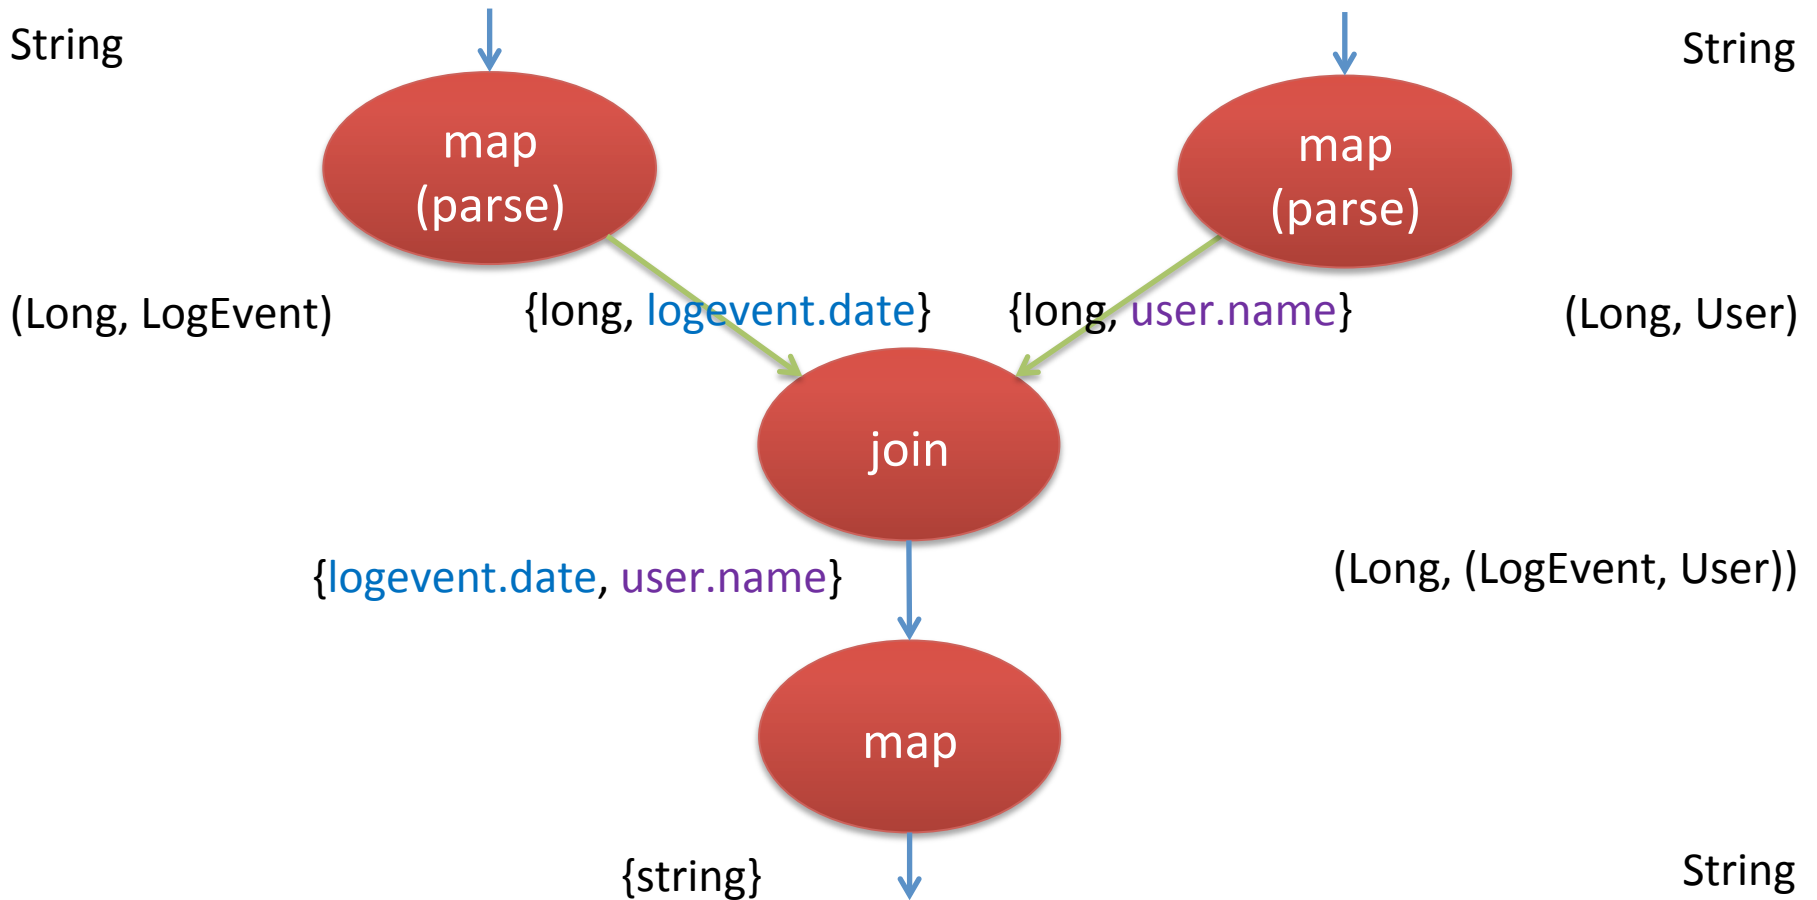 String
String
map
(parse)
map
(parse)
(Long, LogEvent)
{long, logevent.date}
{long, user.name}
(Long, User)
join
{logevent.date, user.name}
(Long, (LogEvent, User))
map
{string}
String